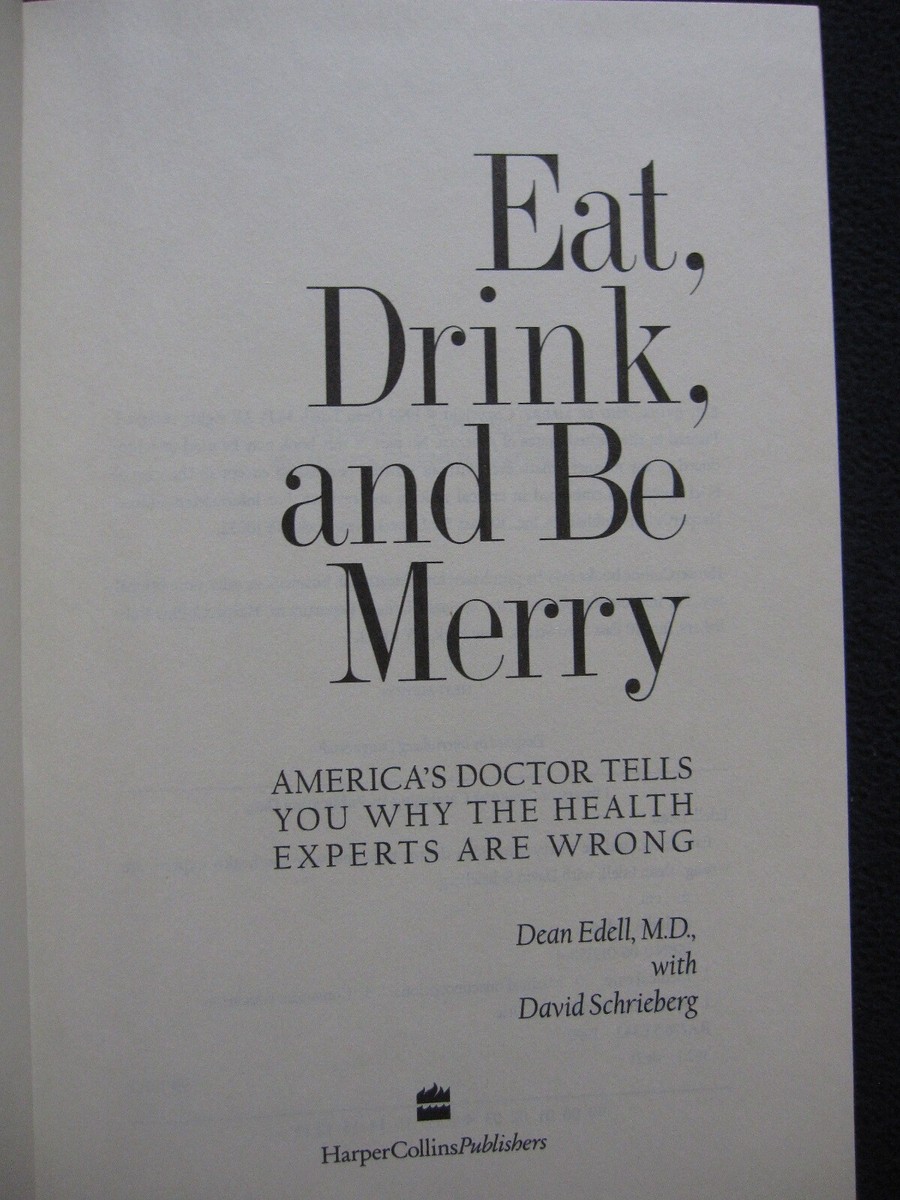 Eat,
Drink,
and Be
Merry
AMERICA'S DOCTOR TELLS
YOU WHY THE HEALTH
EXPERTS ARE WRONG
Dean Edell, M.D.,
with
David Schrieberg
HarperCollinsPublishers